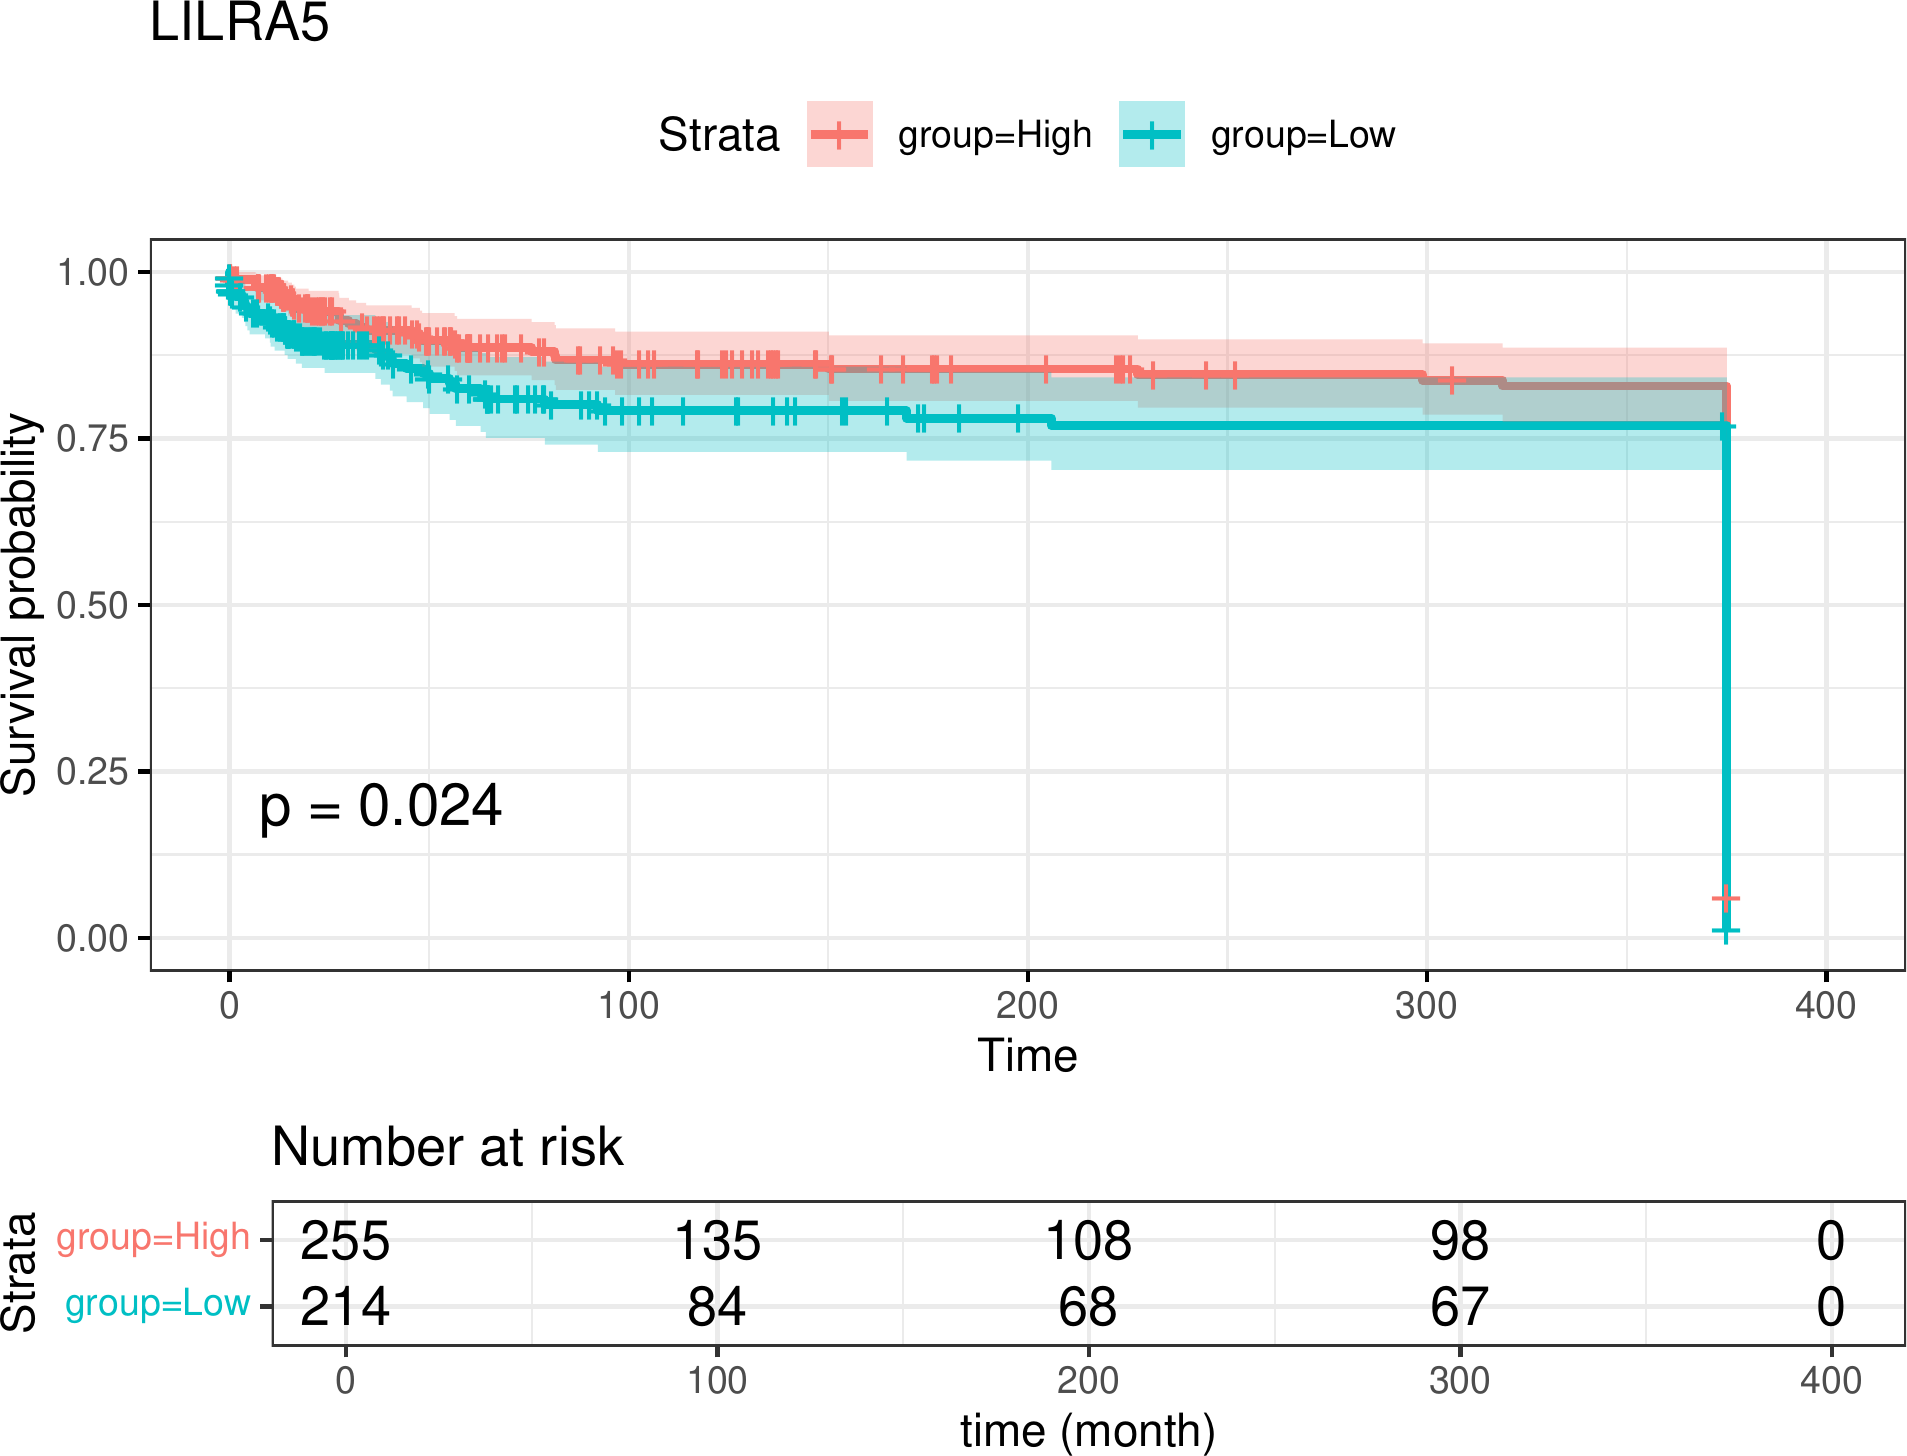 LILRA5
Strata group=High group=Low
Survival probability
1.00
0.75
0.50
0.25
0.00
p = 0.024
0 100 200 300 400
Time
Number at risk
Strata
group=High 255 135 108 98 0
group=Low 214 84 68 67 0
0 100 200 300 400
time (month)